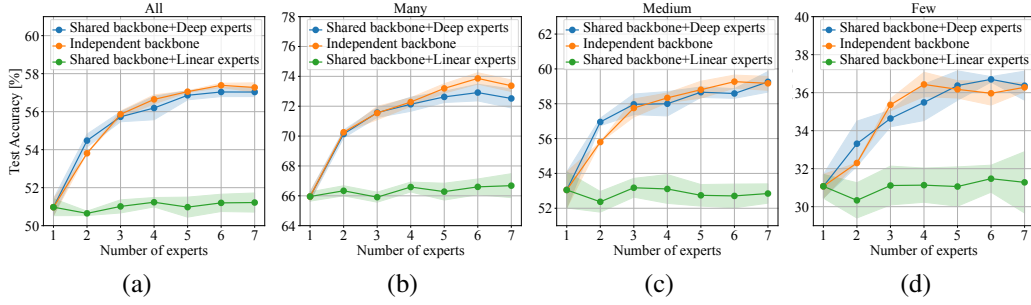 All
Shared backbone+Deep experts
Independent backbone
Shared backbone+Linear experts
Test Accuracy [%]
60
58
56
54
52
50
1 2 3 4 5 6 7
Number of experts
(a)
Many
Shared backbone+Deep experts
Independent backbone
Shared backbone+Linear experts
78
76
74
72
70
68
66
64
1 2 3 4 5 6 7
Number of experts
(b)
Medium
Shared backbone+Deep experts
Independent backbone
Shared backbone+Linear experts
62
60
58
56
54
52
1 2 3 4 5 6 7
Number of experts
(c)
Few
Shared backbone+Deep experts
Independent backbone
Shared backbone+Linear experts
40
38
36
34
32
30
1 2 3 4 5 6 7
Number of experts
(d)